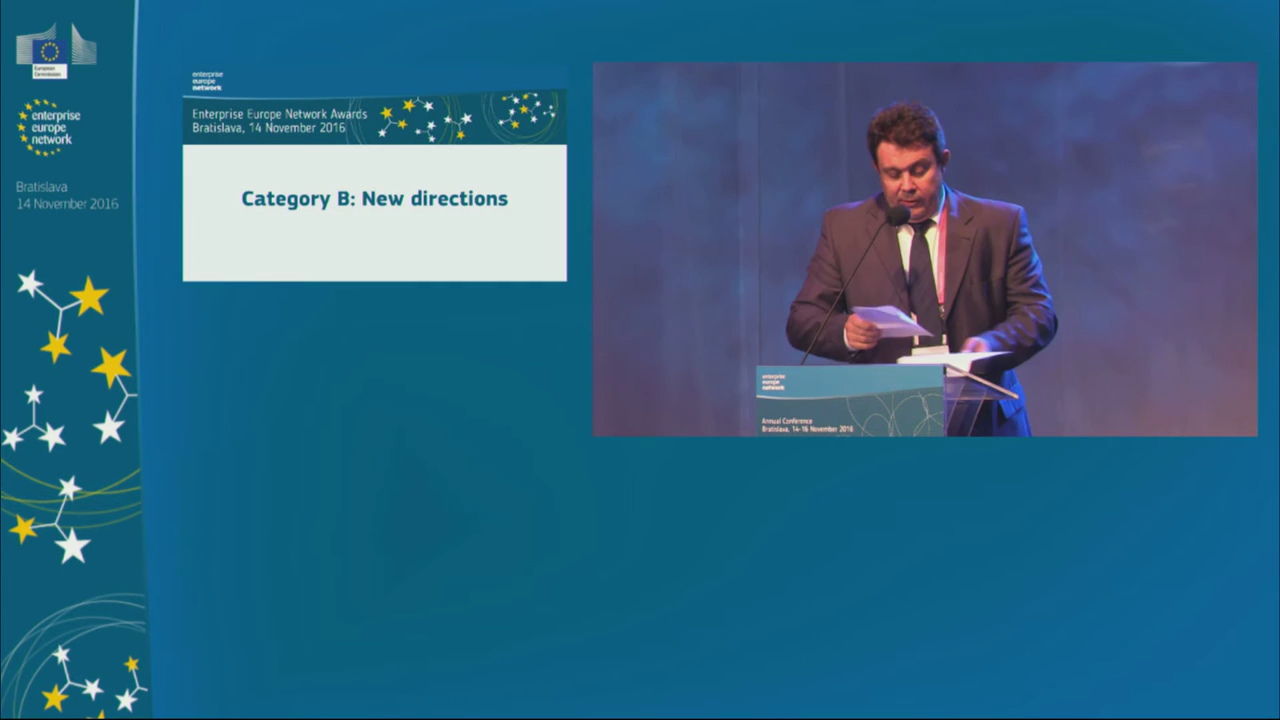 European
Commission
enterprise
europe
network
Bratislava
14 November 2016
enterprise
europe
network
Enterprise Europe Network Awards
Bratislava, 14 November 2016
Category B: New directions
enterprise
europe
network
Annual Conference
Bratislava, 14-16 November 2016